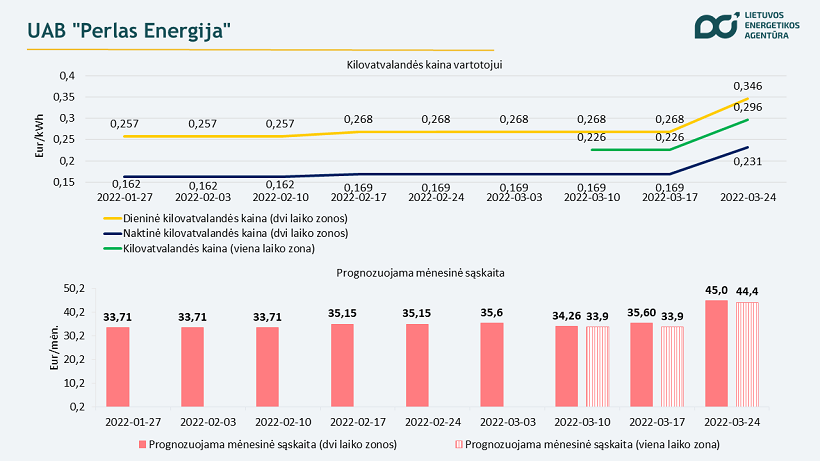 UAB "Perlas Energija"
LIETUVOS
ENERGETIKOS
AGENTŪRA
Kilovatvalandės kaina vartotojui
Eur/kWh
0,4
0,35
0,3
0,25
0,2
0,15
0,257 0,257 0,257 0,268 0,268 0,268 0,268 0,268 0,346
0,226 0,226 0,296
0,162 0,162 0,162 0,169 0,169 0,169 0,169 0,169 0,231
2022-01-27 2022-02-03 2022-02-10 2022-02-17 2022-02-24 2022-03-03 2022-03-10 2022-03-17 2022-03-24
Dieninė kilovatvalandės kaina (dvi laiko zonos)
Naktinė kilovatvalandės kaina (dvi laiko zonos)
Kilovatvalandės kaina (viena laiko zona)
Prognozuojama mėnesinė sąskaita
Eur/mėn.
50,2
40,2
30,2
20,2
10,2
0,2
33,71 33,71 33,71 35,15 35,15 35,6 34,26 33,9 35,60 33,9 45,0 44,4
2022-01-27 2022-02-03 2022-02-10 2022-02-17 2022-02-24 2022-03-03 2022-03-10 2022-03-17 2022-03-24
Prognozuojama mėnesinė sąskaita (dvi laiko zonos) Prognozuojama mėnesinė sąskaita (viena laiko zona)